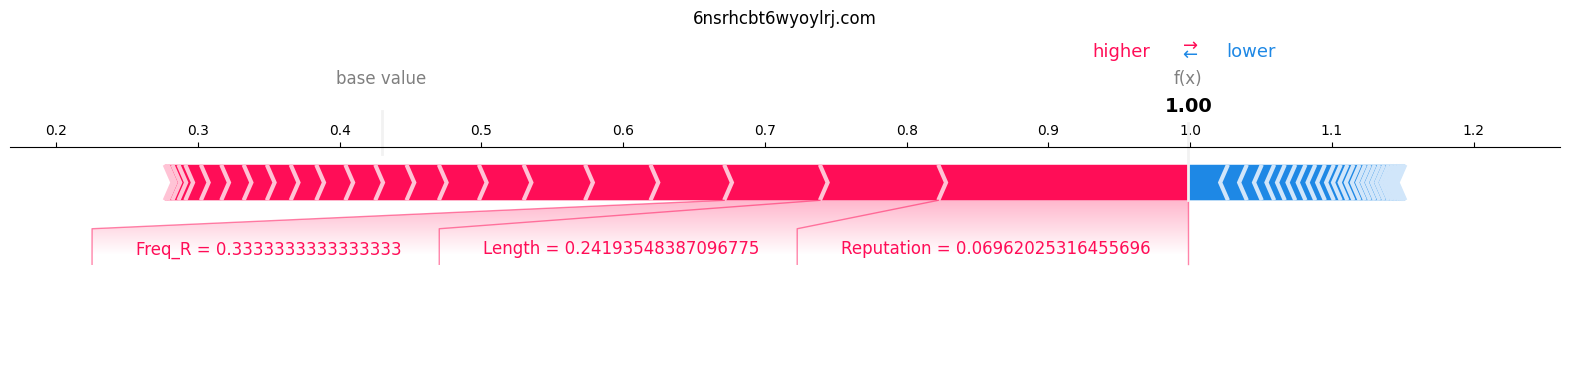 6nsrhcbt6wyoylrj.com
higher → ← lower
base value f(x)
1.00
0.2 0.3 0.4 0.5 0.6 0.7 0.8 0.9 1.0 1.1 1.2
Freq_R = 0.3333333333333333 Length = 0.24193548387096775 Reputation = 0.06962025316455696